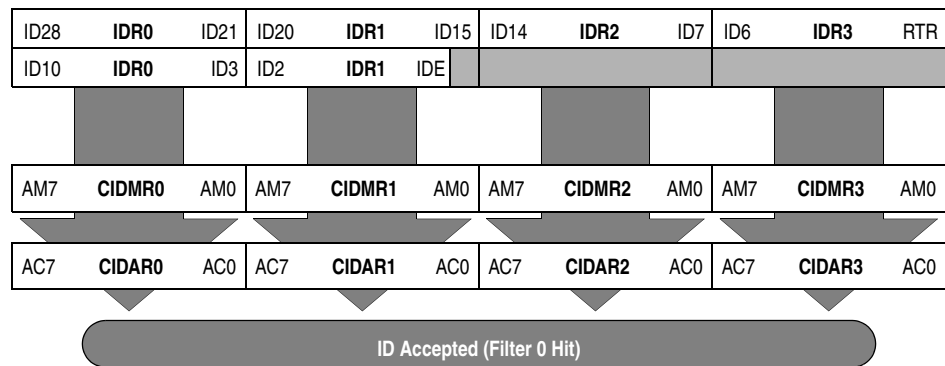 ID28 IDR0 ID21 ID20 IDR1 ID15 ID14 IDR2 ID7 ID6 IDR3 RTR
ID10 IDR0 ID3 ID2 IDR1 IDE
AM7 CIDMR0 AM0 AM7 CIDMR1 AM0 AM7 CIDMR2 AM0 AM7 CIDMR3 AM0
AC7 CIDAR0 AC0 AC7 CIDAR1 AC0 AC7 CIDAR2 AC0 AC7 CIDAR3 AC0
ID Accepted (Filter 0 Hit)